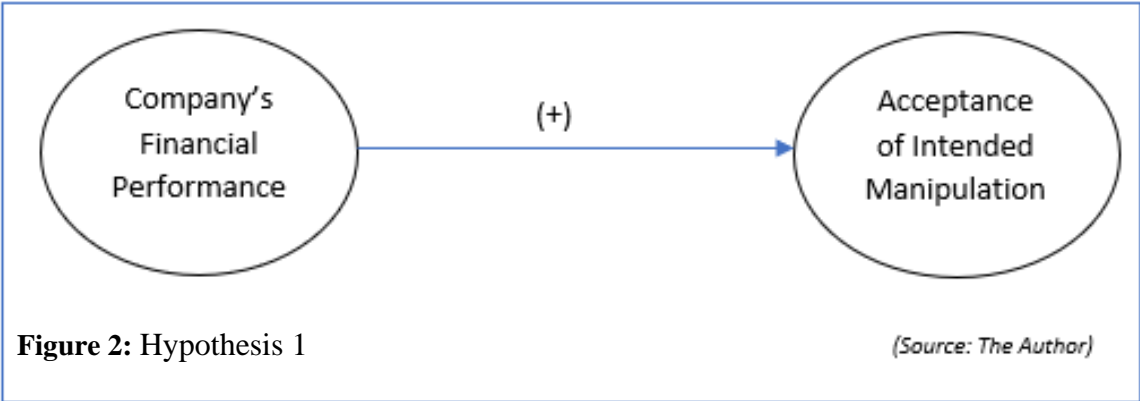 Company's
Financial
Performance
(+)
Acceptance
of Intended
Manipulation
Figure 2: Hypothesis 1
(Source: The Author)